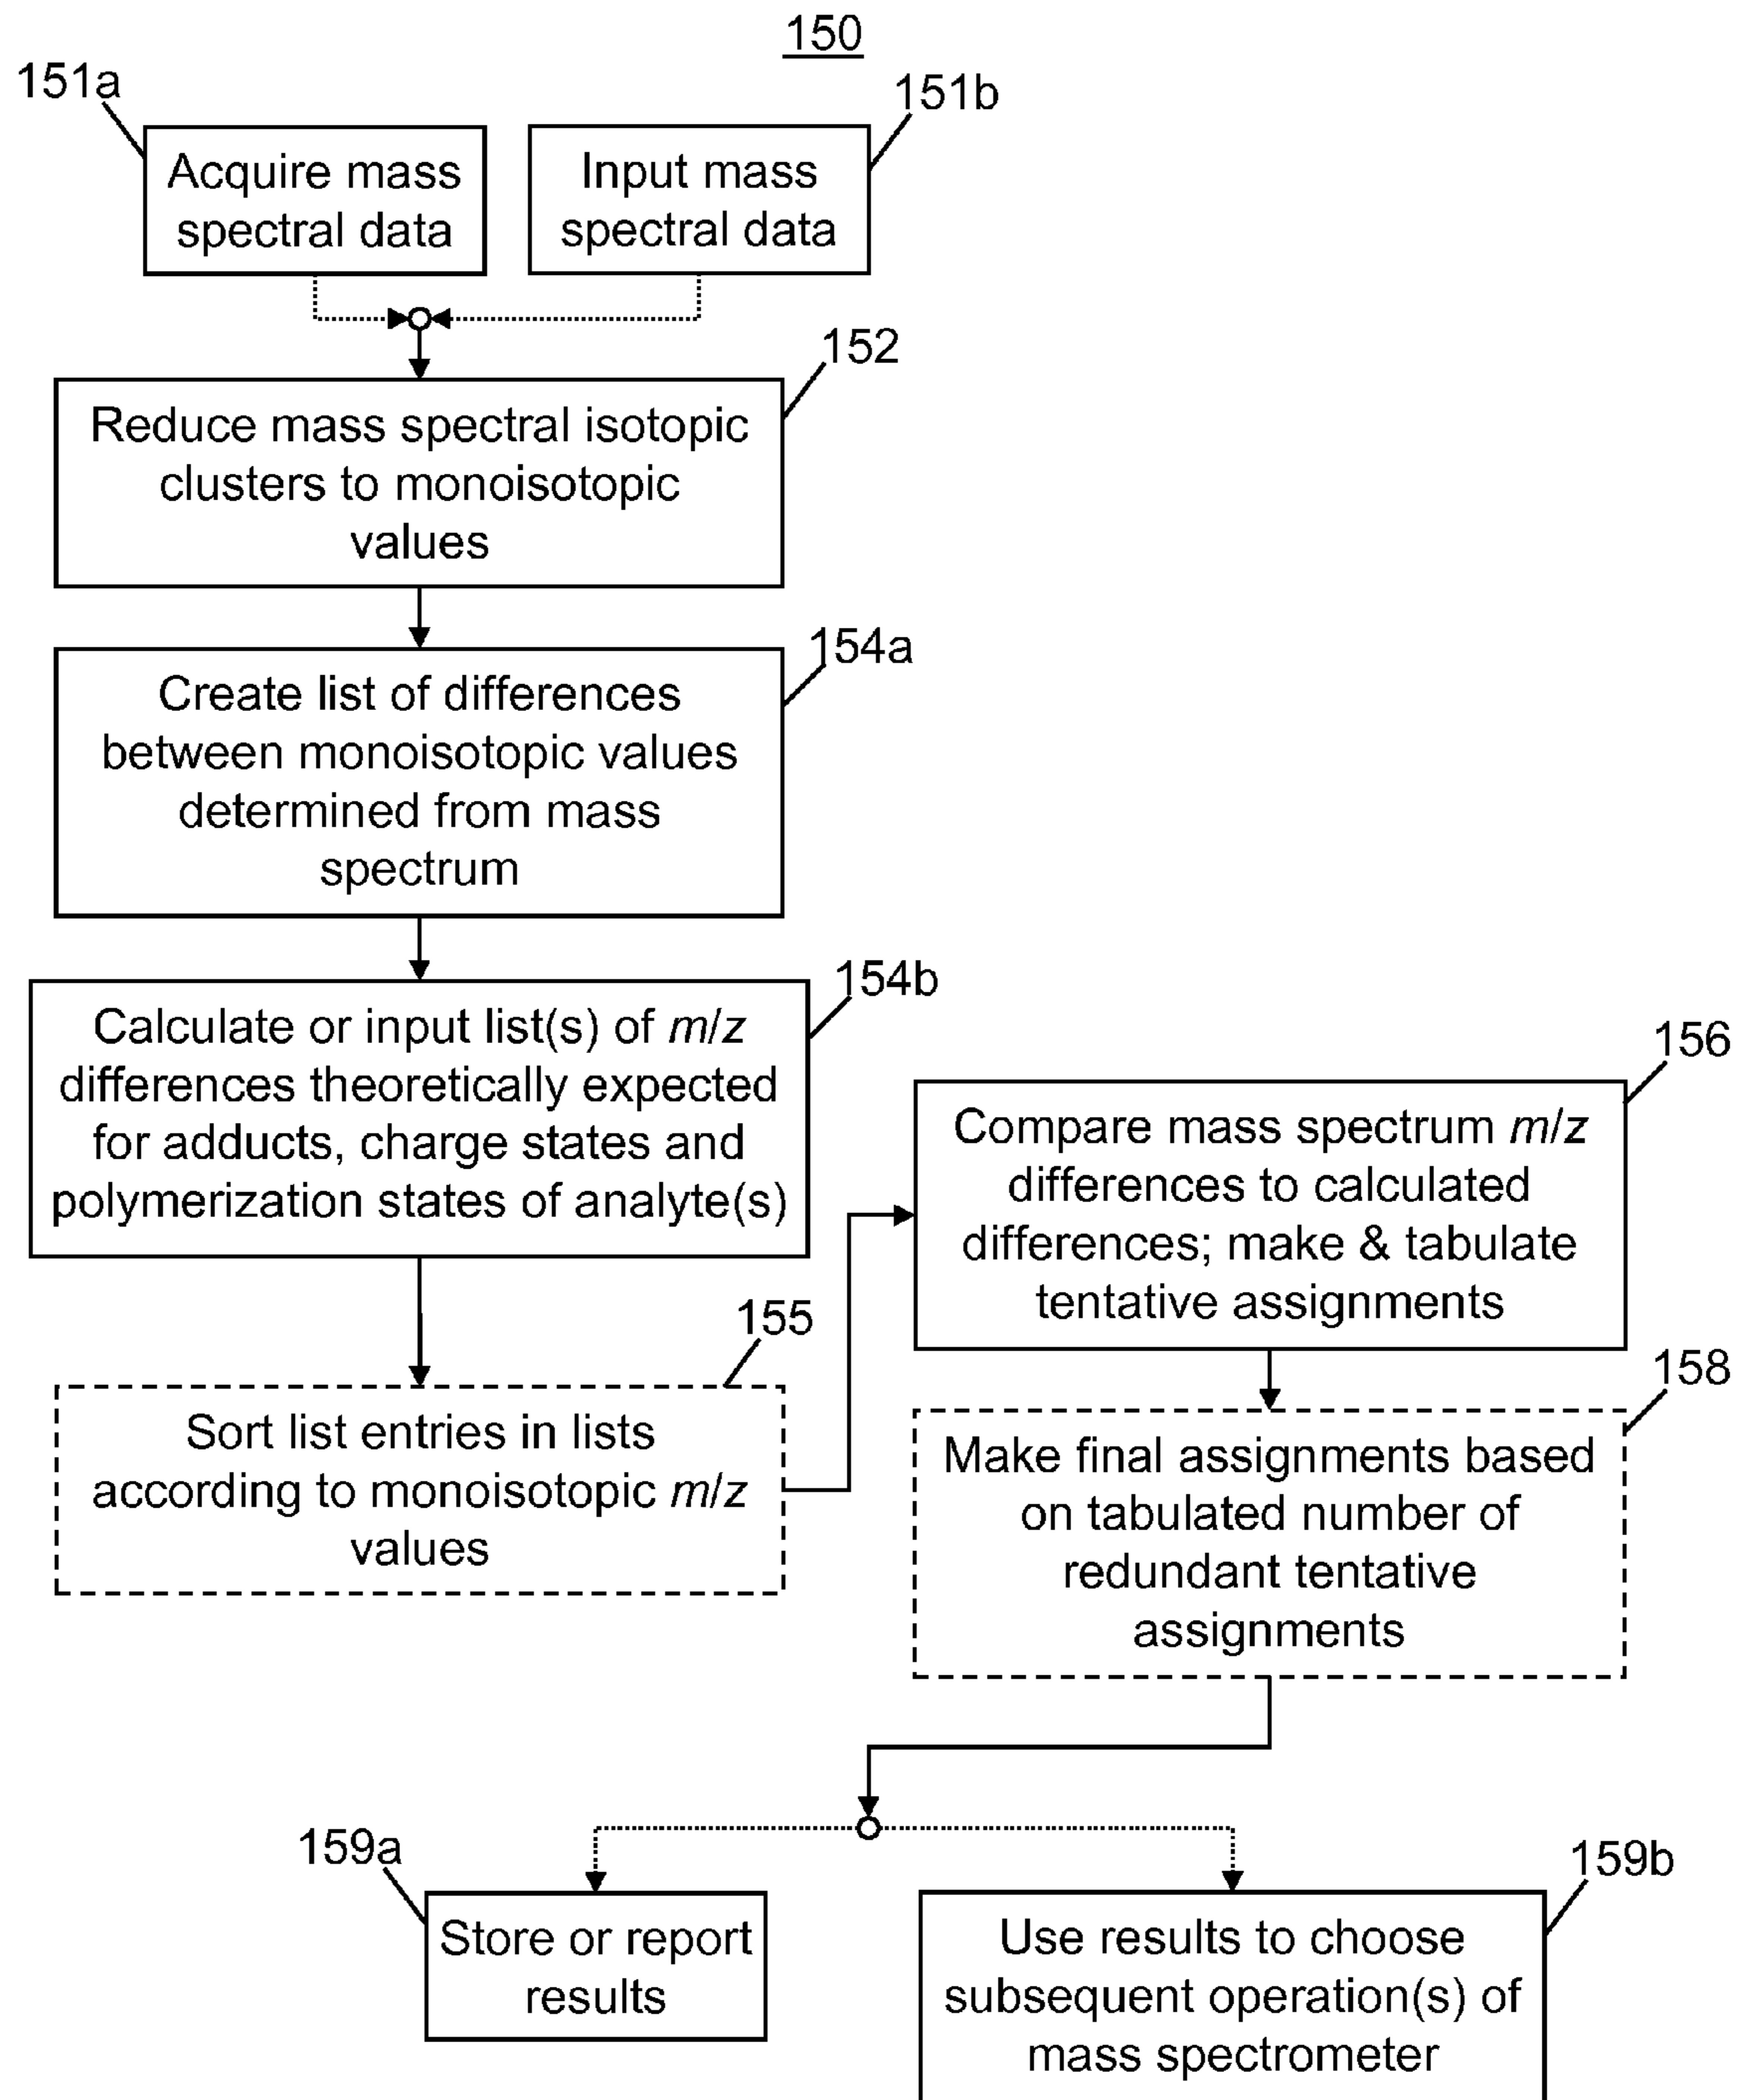 150
151a
151b
Acquire mass
spectral data
Input mass
spectral data
152
Reduce mass spectral isotopic
clusters to monoisotopic
values
154a
Create list of differences
between monoisotopic values
determined from mass
spectrum
154b
Calculate or input list(s) of m/z
differences theoretically expected
for adducts, charge states and
polymerization states of analyte(s)
155
Sort list entries in lists
according to monoisotopic m/z
values
156
Compare mass spectrum m/z
differences to calculated
differences; make & tabulate
tentative assignments
158
Make final assignments based
on tabulated number of
redundant tentative
assignments
159a
Store or report
results
159b
Use results to choose
subsequent operation(s) of
mass spectrometer